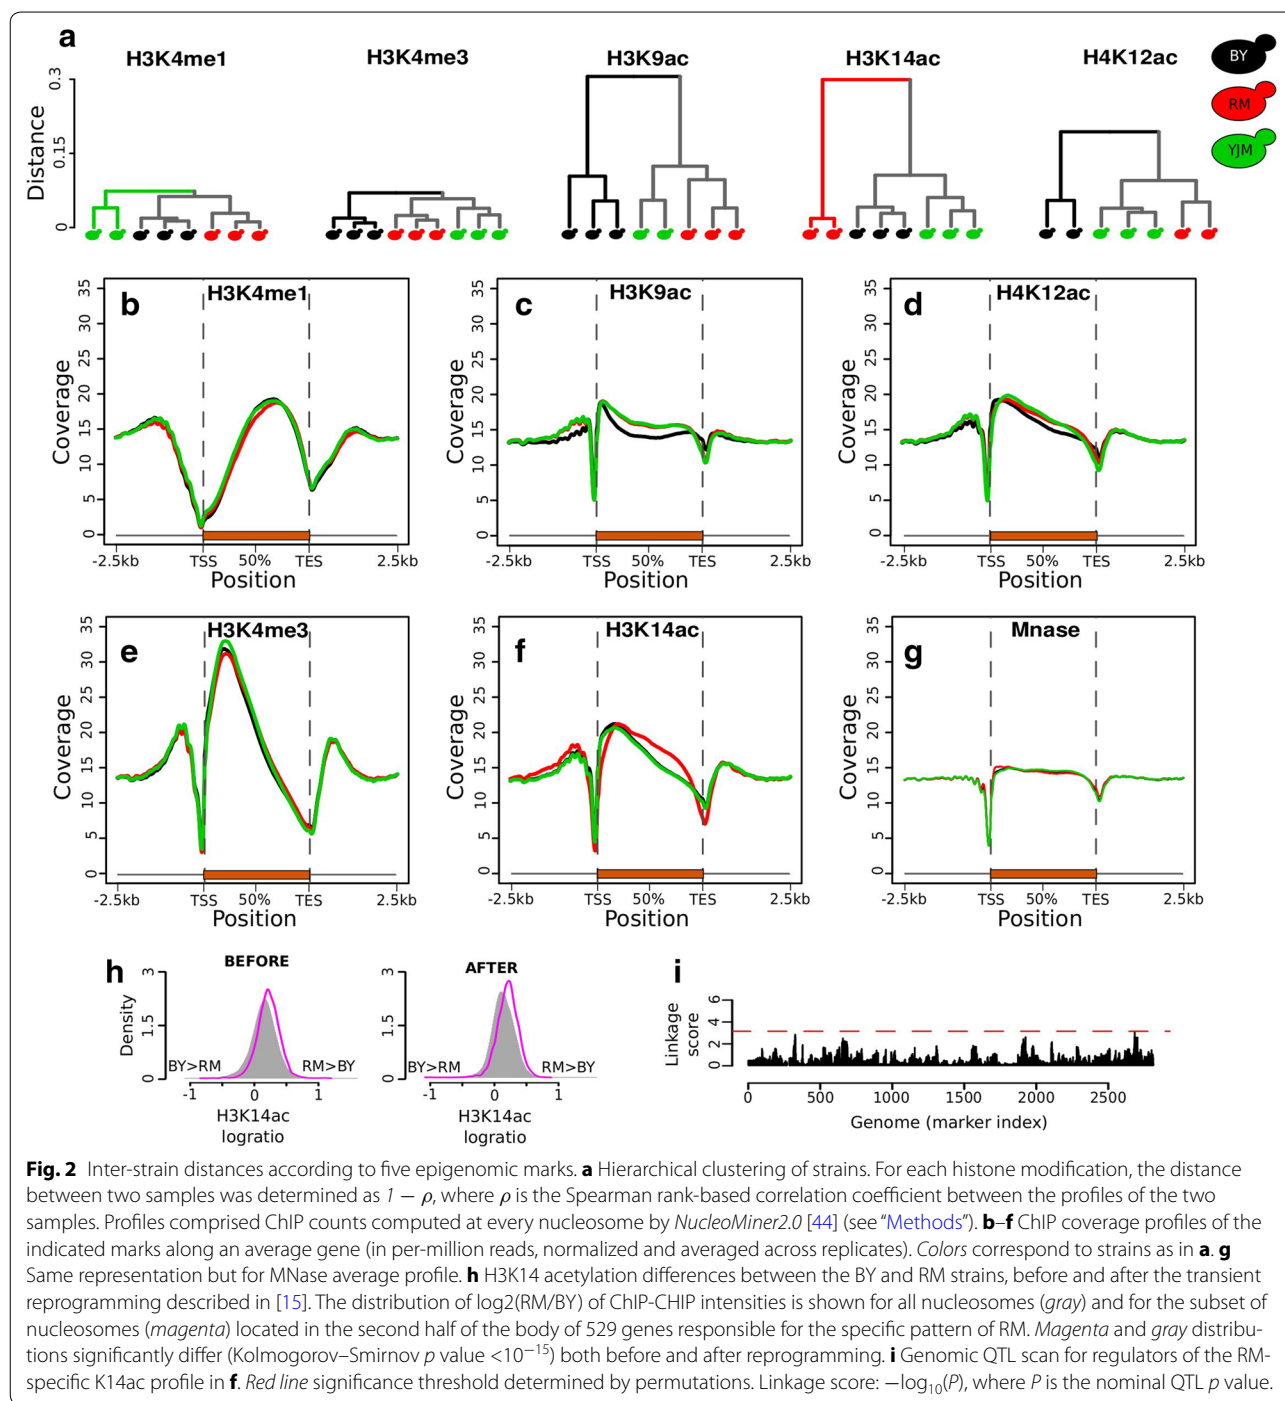 a
H3K4me1
H3K4me3
H3K9ac
H3K14ac
H4K12ac
BY
RM
YJM
Distance
0.3
0.15
0
b
H3K4me1
Coverage
35
30
25
20
15
10
5
0
-2.5kb
TSS
50%
TES
2.5kb
Position
c
H3K9ac
Coverage
35
30
25
20
15
10
5
0
-2.5kb
TSS
50%
TES
2.5kb
Position
d
H4K12ac
Coverage
35
30
25
20
15
10
5
0
-2.5kb
TSS
50%
TES
2.5kb
Position
e
H3K4me3
Coverage
35
30
25
20
15
10
5
0
-2.5kb
TSS
50%
TES
2.5kb
Position
f
H3K14ac
Coverage
35
30
25
20
15
10
5
0
-2.5kb
TSS
50%
TES
2.5kb
Position
g
Mnase
Coverage
35
30
25
20
15
10
5
0
-2.5kb
TSS
50%
TES
2.5kb
Position
h
BEFORE
Density
3
1.5
0
BY>RM
RM>BY
-1
0
1
H3K14ac
logratio
AFTER
3
1.5
0
BY>RM
RM>BY
-1
0
1
H3K14ac
logratio
i
Linkage
score
6
4
2
0
0
500
1000
1500
2000
2500
Genome (marker index)
Fig. 2 Inter-strain distances according to five epigenomic marks. a Hierarchical clustering of strains. For each histone modification, the distance
between two samples was determined as 1 − ρ, where ρ is the Spearman rank-based correlation coefficient between the profiles of the two
samples. Profiles comprised ChIP counts computed at every nucleosome by NucleoMiner2.0 [44] (see “Methods”). b–f ChIP coverage profiles of the
indicated marks along an average gene (in per-million reads, normalized and averaged across replicates). Colors correspond to strains as in a. g
Same representation but for MNase average profile. h H3K14 acetylation differences between the BY and RM strains, before and after the transient
reprogramming described in [15]. The distribution of log2(RM/BY) of ChIP-CHIP intensities is shown for all nucleosomes (gray) and for the subset of
nucleosomes (magenta) located in the second half of the body of 529 genes responsible for the specific pattern of RM. Magenta and gray distribu-
tions significantly differ (Kolmogorov–Smirnov p value <10−15) both before and after reprogramming. i Genomic QTL scan for regulators of the RM-
specific K14ac profile in f. Red line significance threshold determined by permutations. Linkage score: −log10(P), where P is the nominal QTL p value.